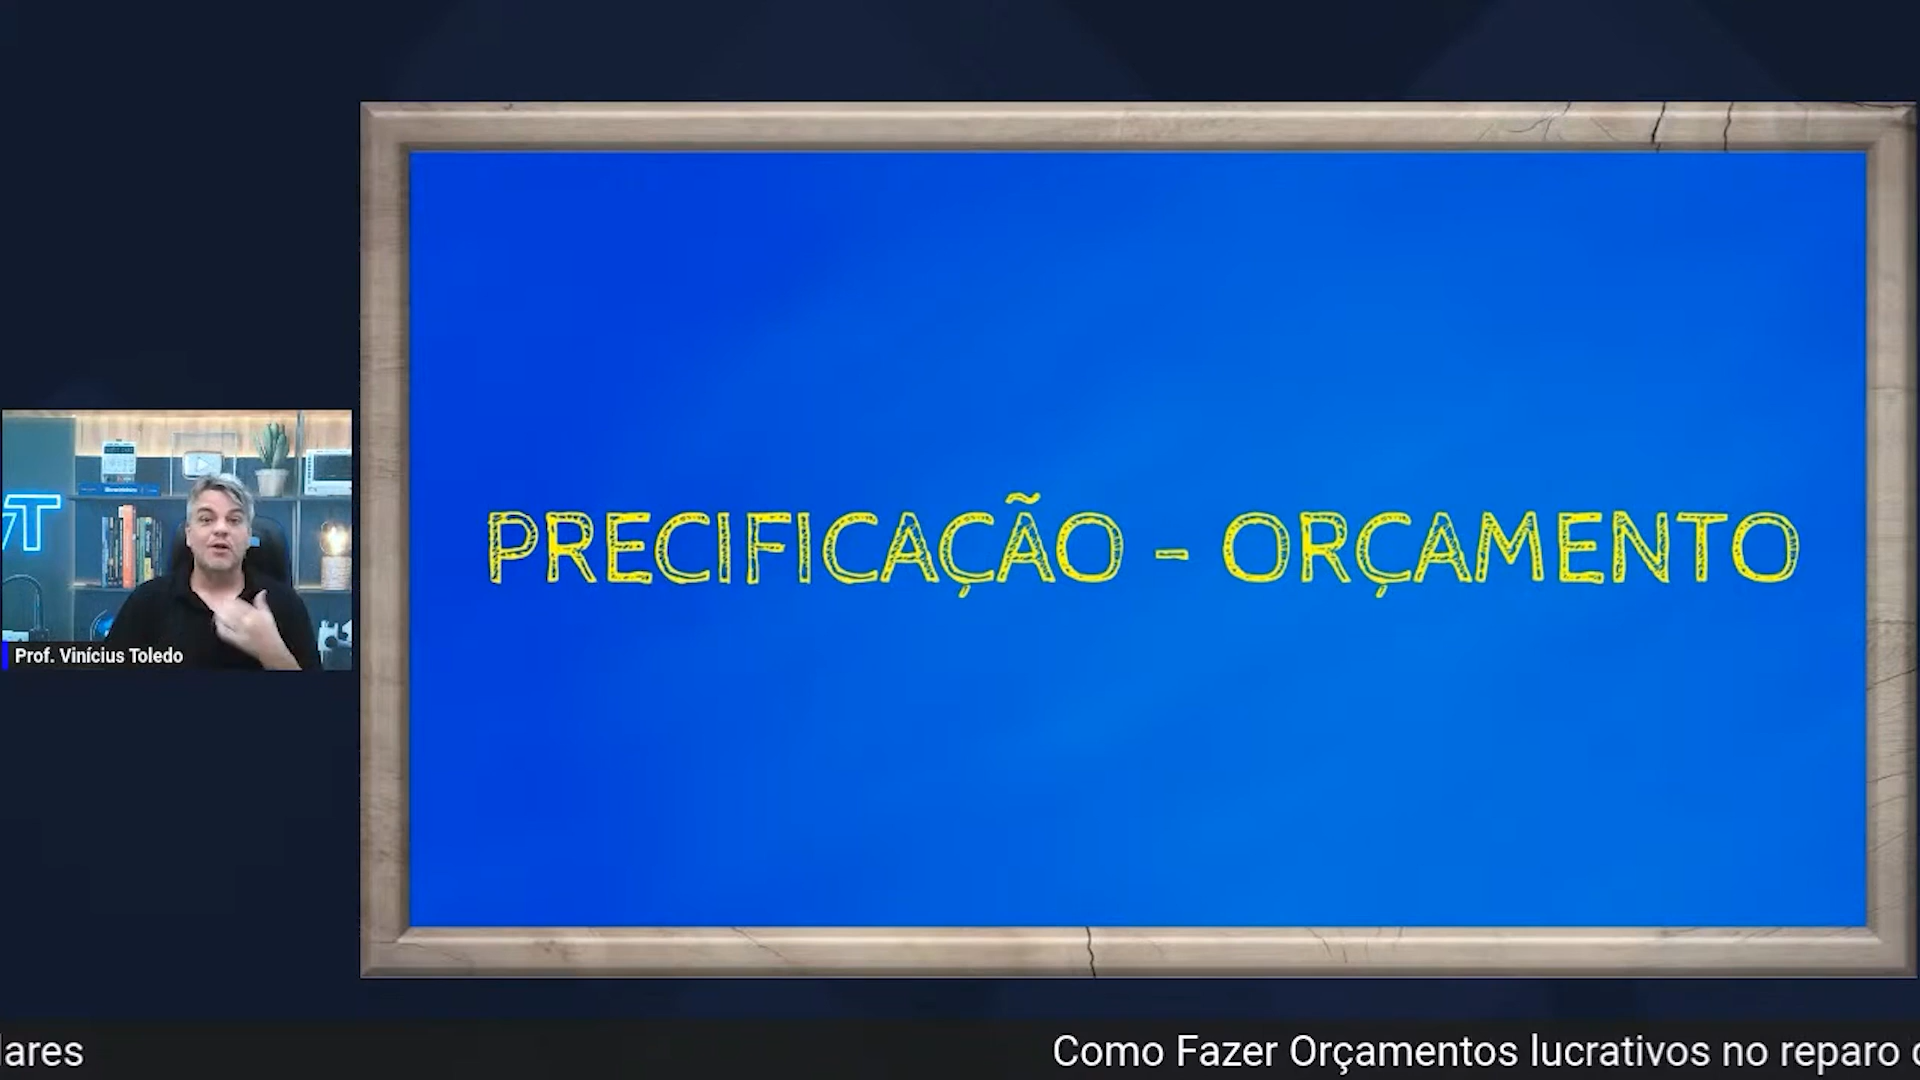 PRECIFICAÇÃO - ORÇAMENTO
Prof. Vinícius Toledo
lares
Como Fazer Orçamentos lucrativos no reparo